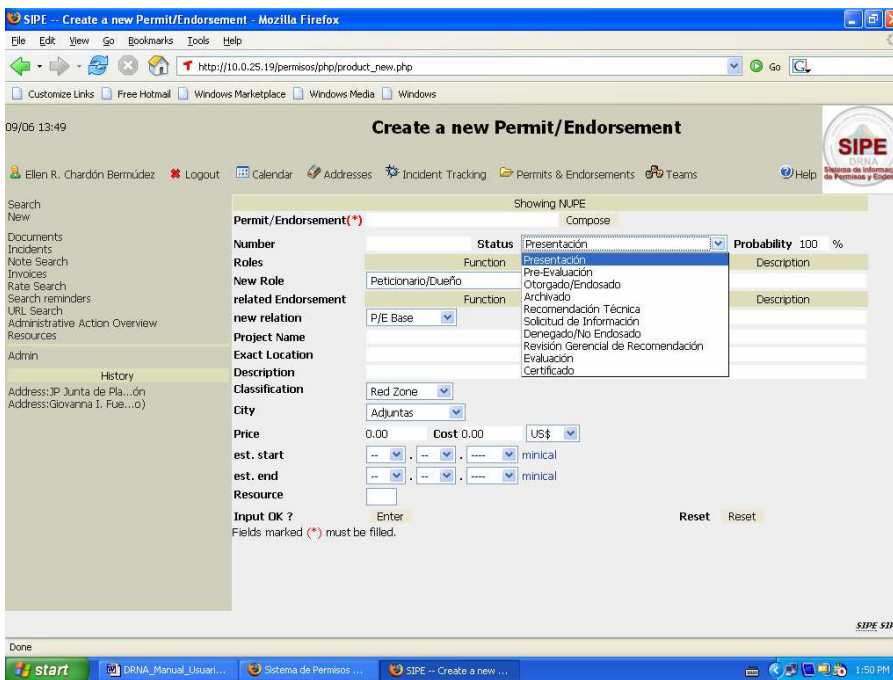 SIPE -- Create a new Permit/Endorsement - Mozilla Firefox
File Edit View Go Bookmarks Tools Help
http://10.0.25.19/permisos/php/product_new.php Go
Customize Links Free Hotmail Windows Marketplace Windows Media Windows
09/06 13:49 Create a new Permit/Endorsement
SIPE
DRNA
Ellen R. Chardón Bermúdez Logout Calendar Addresses Incident Tracking Permits & Endorsements Teams Help
Search
New
Documents
Incidents
Note Search
Invoices
Rate Search
Search reminders
URL Search
Administrative Action Overview
Resources
Admin
History
Address:JP Junta de Pla...ón
Address:Giovanna I. Fue...o)
Showing NUPE
Permit/Endorsement(*) Compose
Number Status Presentación Probability 100 %
Roles Function Description
New Role Peticionario/Dueño
related Endorsement Function Description
new relation P/E Base
Project Name
Exact Location
Description
Classification Red Zone
City Adjuntas
Price 0.00 Cost 0.00 US$
est. start -- . -- . ---- minical
est. end -- . -- . ---- minical
Resource
Input OK ? Enter Reset Reset
Fields marked (*) must be filled.
Presentación
Pre-Evaluación
Otorgado/Endosado
Archivado
Recomendación Técnica
Solicitud de Información
Denegado/No Endosado
Revisión Gerencial de Recomendación
Evaluación
Certificado
SIPE
Done
start DRNA_Manual_Usuari... Sistema de Permisos ... SIPE -- Create a new ... 1:50 PM